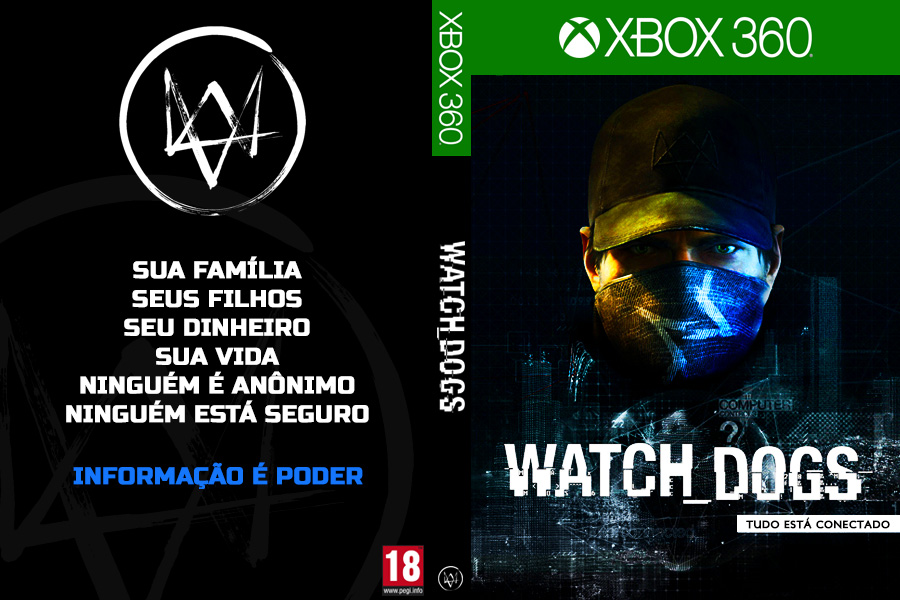 SUA FAMÍLIA
SEUS FILHOS
SEU DINHEIRO
SUA VIDA
NINGUÉM É ANÔNIMO
NINGUÉM ESTÁ SEGURO
INFORMAÇÃO É PODER
18
www.pegi.info
XBOX 360
WATCH_DOGS
XBOX 360
COMPUTER
?
WATCH_DOGS
TUDO ESTÁ CONECTADO